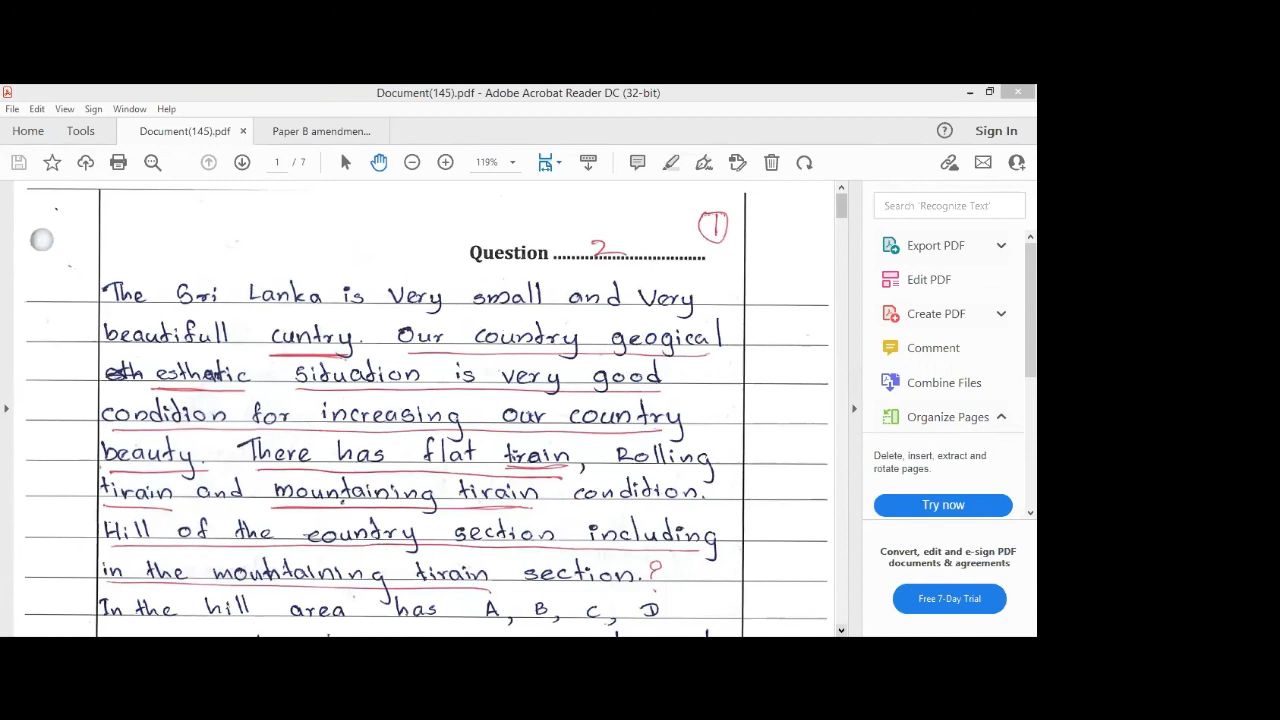 Document(145).pdf - Adobe Acrobat Reader DC (32-bit)
File Edit View Sign Window Help
Home Tools Document(145).pdf × Paper B amendmen... Sign In
1 / 7 119%
Search 'Recognize Text'
Export PDF
Edit PDF
Create PDF
Comment
Combine Files
Organize Pages
Delete, insert, extract and
rotate pages.
Try now
Convert, edit and e-sign PDF
documents & agreements
Free 7-Day Trial
1
Question ..........2..........................
The Sri Lanka is very small and very
beautifull cuntry. Our country geogical
esthatic situation is very good
condition for increasing our country
beauty. There has flat tirain, Rolling
tirain and mountaining tirain condition.
Hill of the country section including
in the mountaining tirain section. ?
In the hill area has A, B, C, D